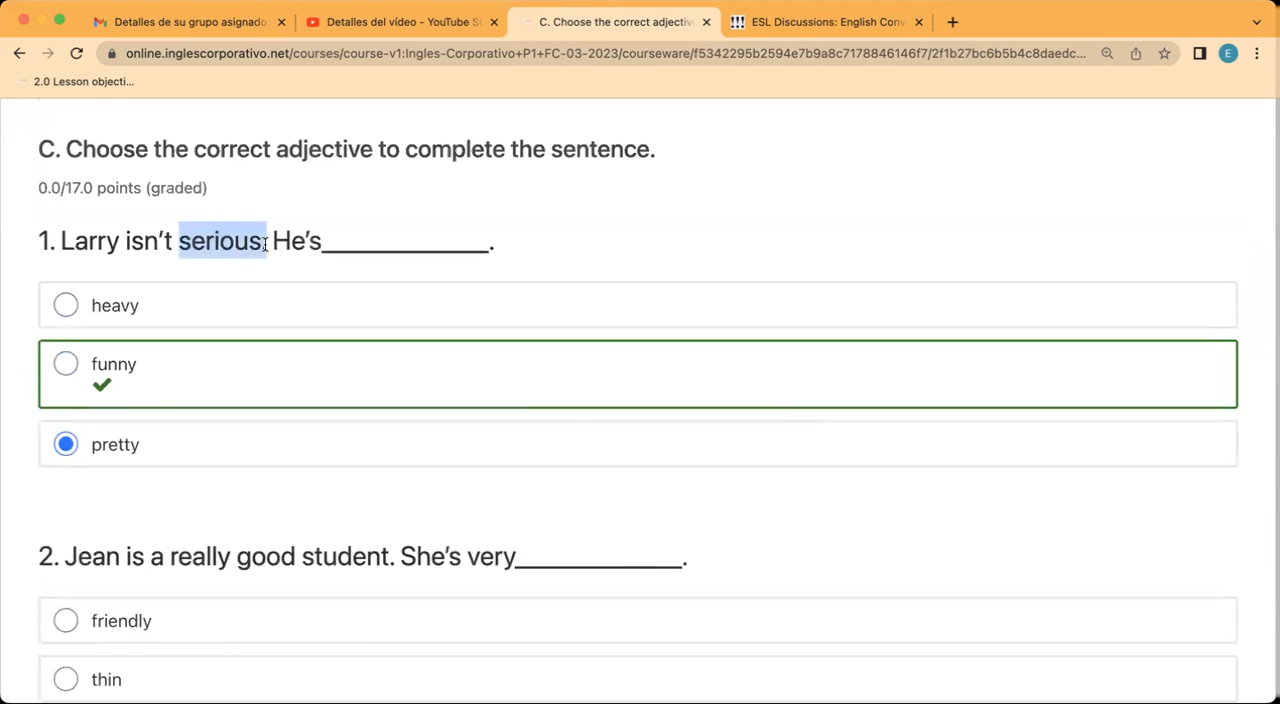 Detalles de su grupo asignado
Detalles del vídeo - YouTube S
C. Choose the correct adjectiv
ESL Discussions: English Conv
online.inglescorporativo.net/courses/course-v1:Ingles-Corporativo+P1+FC-03-2023/courseware/f5342295b2594e7b9a8c7178846146f7/2f1b27bc6b5b4c8daedc...
E
2.0 Lesson objecti...
C. Choose the correct adjective to complete the sentence.
0.0/17.0 points (graded)
1. Larry isn’t serious. He’s_____________.
heavy
funny
pretty
2. Jean is a really good student. She’s very_____________.
friendly
thin